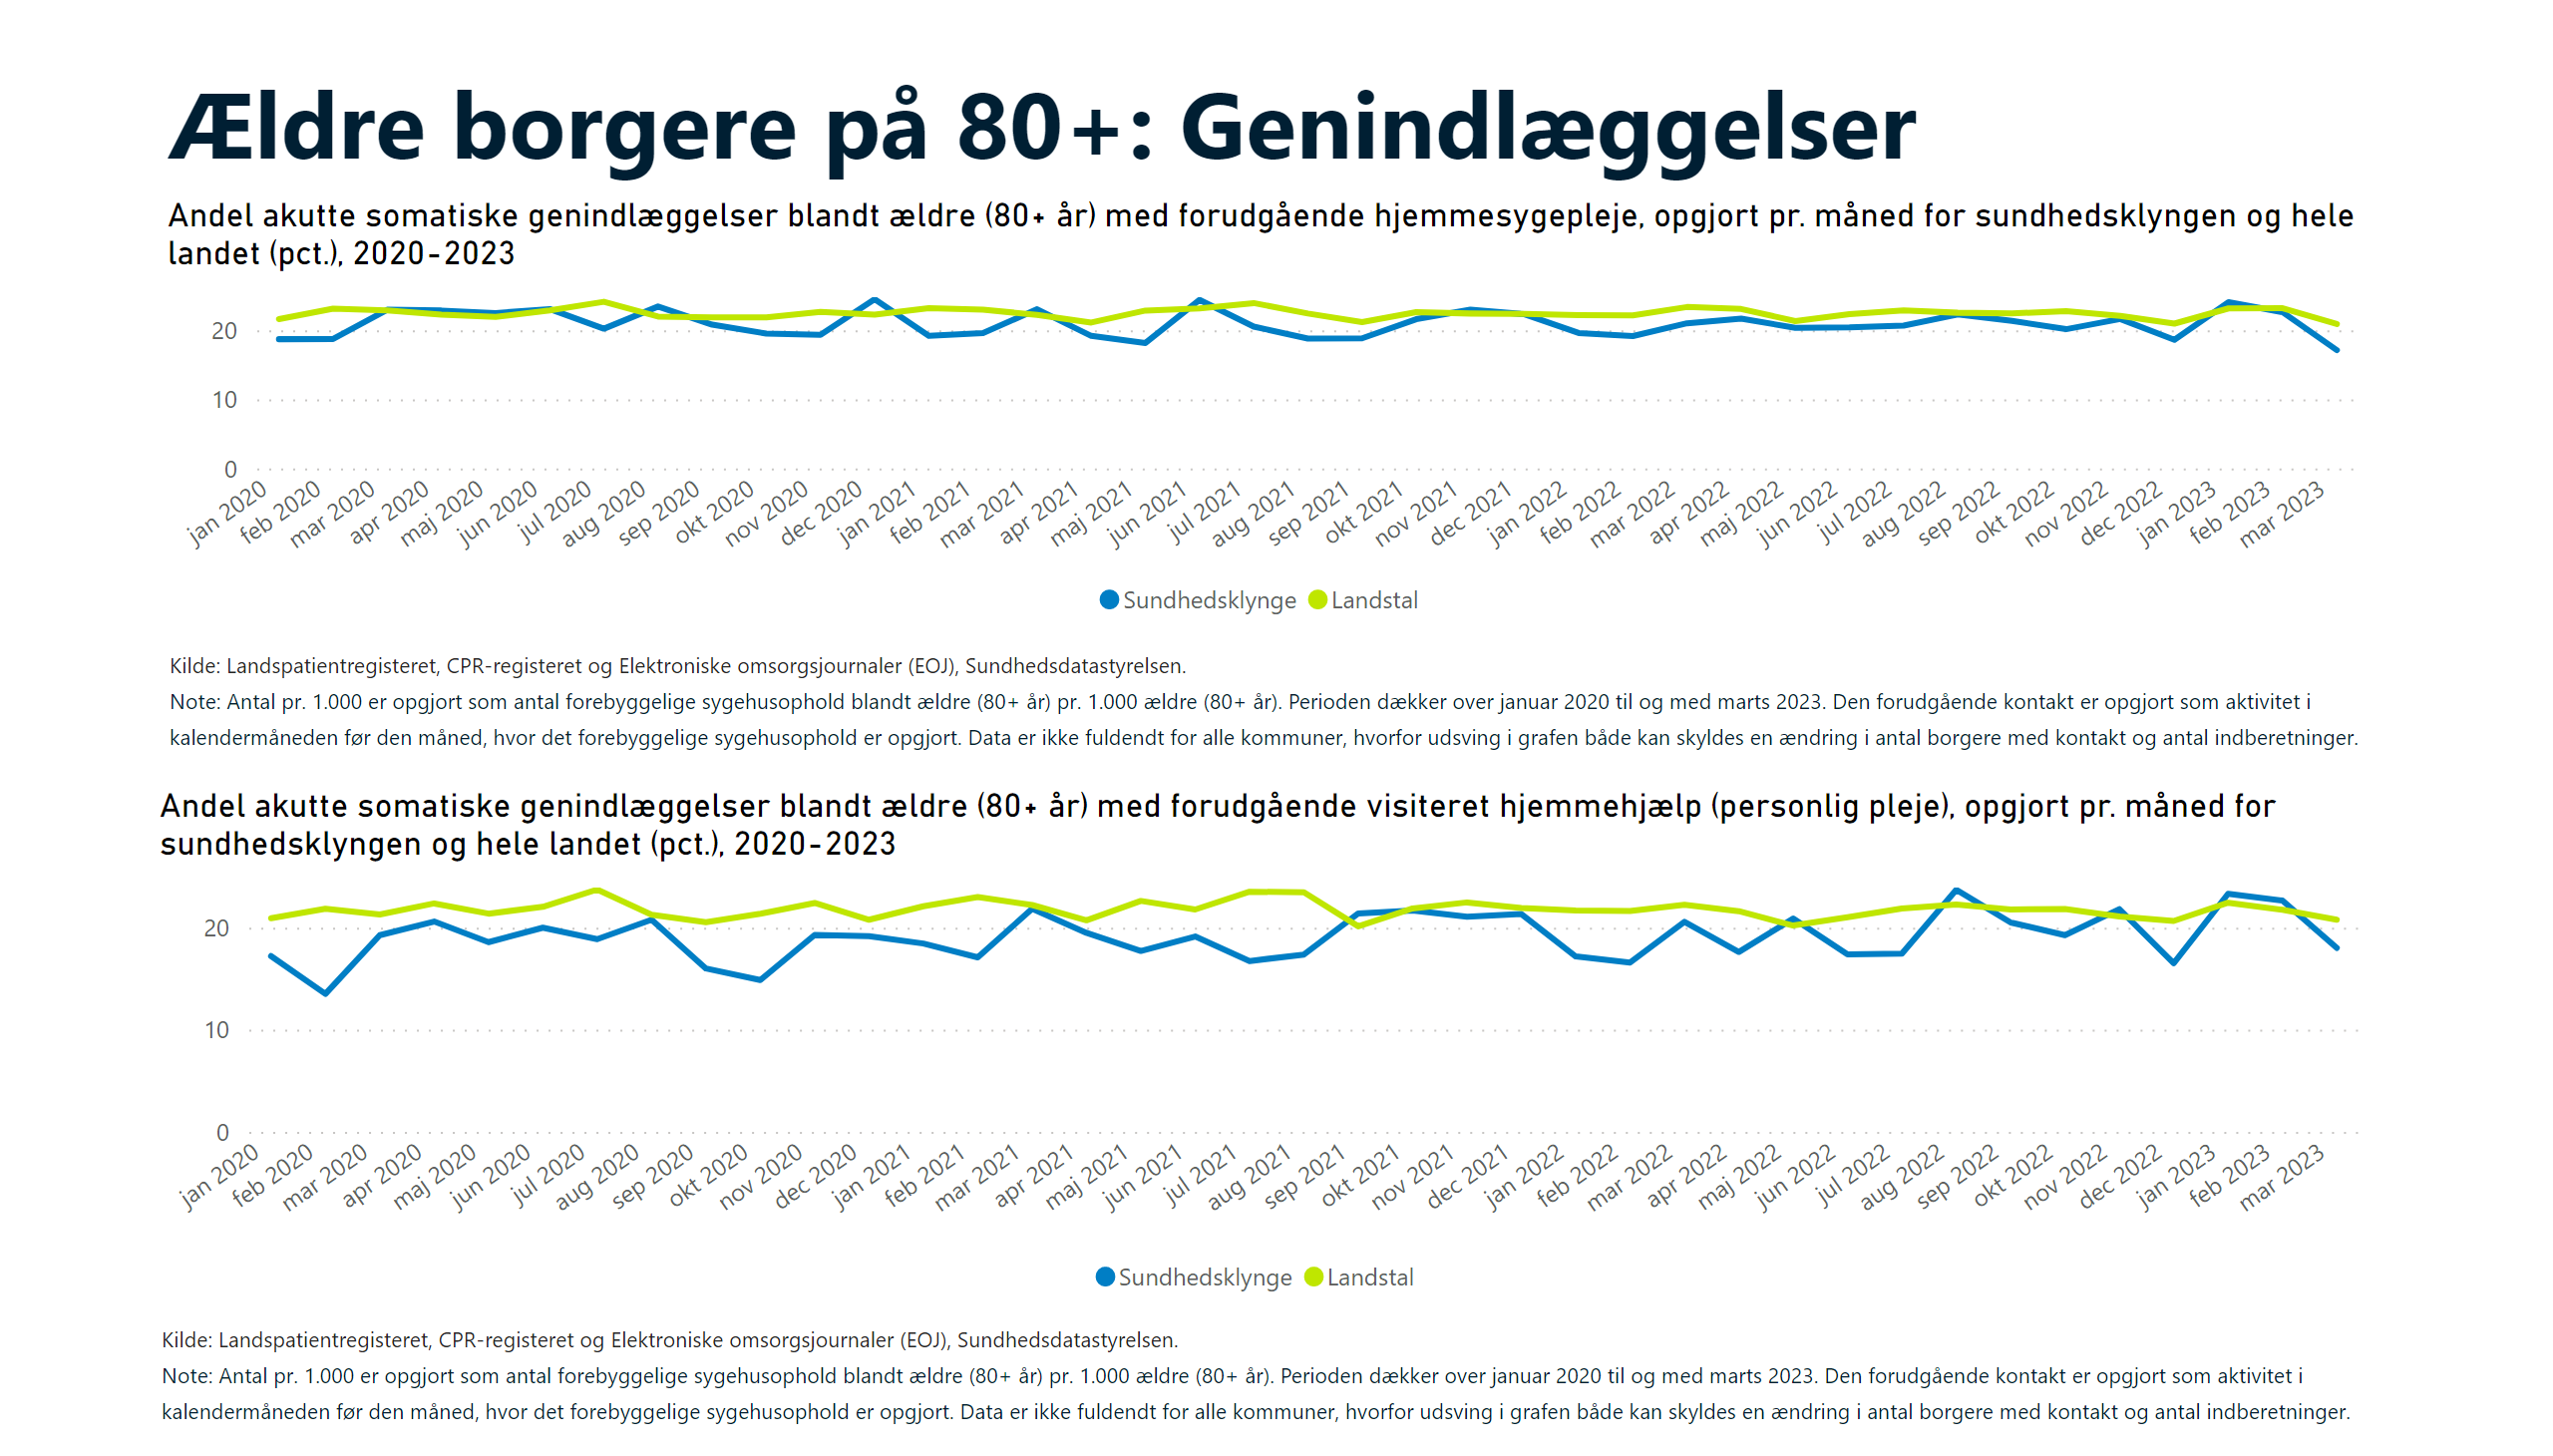 Ældre borgere på 80+: Genindlæggelser
Andel akutte somatiske genindlæggelser blandt ældre (80+ år) med forudgående hjemmesygepleje, opgjort pr. måned for sundhedsklyngen og hele
landet (pct.), 2020-2023
20
10
0
jan 2020
feb 2020
mar 2020
apr 2020
maj 2020
jun 2020
jul 2020
aug 2020
sep 2020
okt 2020
nov 2020
dec 2020
jan 2021
feb 2021
mar 2021
apr 2021
maj 2021
jun 2021
jul 2021
aug 2021
sep 2021
okt 2021
nov 2021
dec 2021
jan 2022
feb 2022
mar 2022
apr 2022
maj 2022
jun 2022
jul 2022
aug 2022
sep 2022
okt 2022
nov 2022
dec 2022
jan 2023
feb 2023
mar 2023
Sundhedsklynge Landstal
Kilde: Landspatientregisteret, CPR-registeret og Elektroniske omsorgsjournaler (EOJ), Sundhedsdatastyrelsen.
Note: Antal pr. 1.000 er opgjort som antal forebyggelige sygehusophold blandt ældre (80+ år) pr. 1.000 ældre (80+ år). Perioden dækker over januar 2020 til og med marts 2023. Den forudgående kontakt er opgjort som aktivitet i
kalendermåneden før den måned, hvor det forebyggelige sygehusophold er opgjort. Data er ikke fuldendt for alle kommuner, hvorfor udsving i grafen både kan skyldes en ændring i antal borgere med kontakt og antal indberetninger.
Andel akutte somatiske genindlæggelser blandt ældre (80+ år) med forudgående visiteret hjemmehjælp (personlig pleje), opgjort pr. måned for
sundhedsklyngen og hele landet (pct.), 2020-2023
20
10
0
jan 2020
feb 2020
mar 2020
apr 2020
maj 2020
jun 2020
jul 2020
aug 2020
sep 2020
okt 2020
nov 2020
dec 2020
jan 2021
feb 2021
mar 2021
apr 2021
maj 2021
jun 2021
jul 2021
aug 2021
sep 2021
okt 2021
nov 2021
dec 2021
jan 2022
feb 2022
mar 2022
apr 2022
maj 2022
jun 2022
jul 2022
aug 2022
sep 2022
okt 2022
nov 2022
dec 2022
jan 2023
feb 2023
mar 2023
Sundhedsklynge Landstal
Kilde: Landspatientregisteret, CPR-registeret og Elektroniske omsorgsjournaler (EOJ), Sundhedsdatastyrelsen.
Note: Antal pr. 1.000 er opgjort som antal forebyggelige sygehusophold blandt ældre (80+ år) pr. 1.000 ældre (80+ år). Perioden dækker over januar 2020 til og med marts 2023. Den forudgående kontakt er opgjort som aktivitet i
kalendermåneden før den måned, hvor det forebyggelige sygehusophold er opgjort. Data er ikke fuldendt for alle kommuner, hvorfor udsving i grafen både kan skyldes en ændring i antal borgere med kontakt og antal indberetninger.